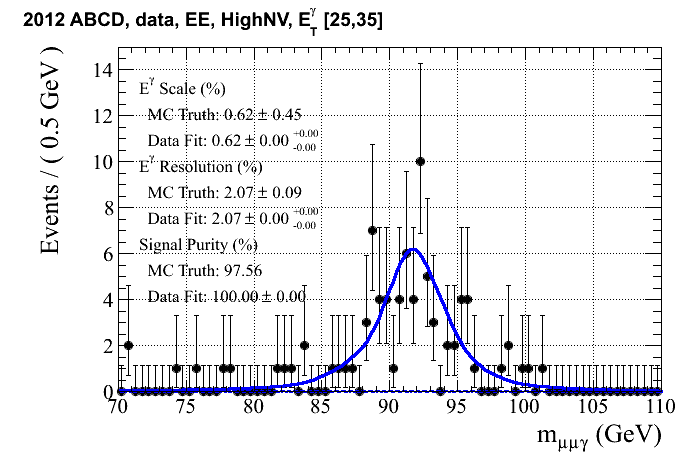 2012 ABCD, data, EE, HighNV, E_T^γ [25,35]
Events / ( 0.5 GeV )
14
12
10
8
6
4
2
0
E^γ Scale (%)
MC Truth: 0.62 ± 0.45
Data Fit: 0.62 ± 0.00 +0.00 -0.00
E^γ Resolution (%)
MC Truth: 2.07 ± 0.09
Data Fit: 2.07 ± 0.00 +0.00 -0.00
Signal Purity (%)
MC Truth: 97.56
Data Fit: 100.00 ± 0.00
70 75 80 85 90 95 100 105 110
m_μμγ (GeV)